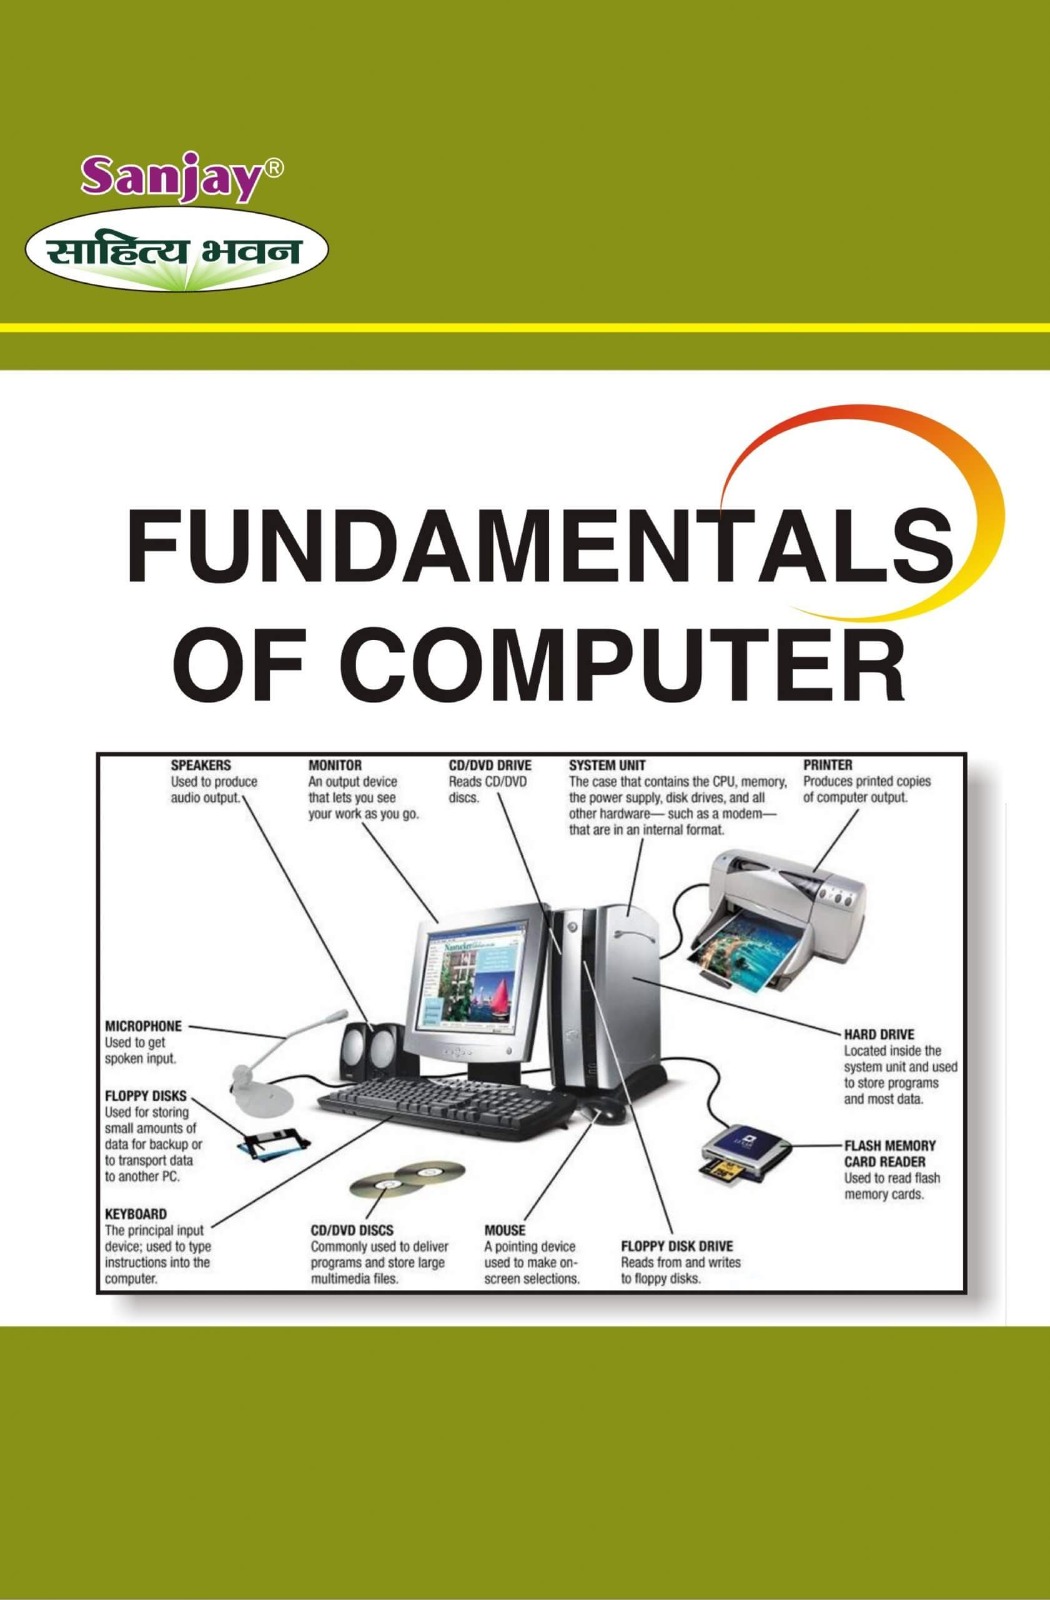 Sanjay®
साहित्य भवन
FUNDAMENTALS
OF COMPUTER
SPEAKERS
Used to produce
audio output.
MONITOR
An output device
that lets you see
your work as you go.
CD/DVD DRIVE
Reads CD/DVD
discs.
SYSTEM UNIT
The case that contains the CPU, memory,
the power supply, disk drives, and all
other hardware— such as a modem—
that are in an internal format.
PRINTER
Produces printed copies
of computer output.
MICROPHONE
Used to get
spoken input.
FLOPPY DISKS
Used for storing
small amounts of
data for backup or
to transport data
to another PC.
KEYBOARD
The principal input
device; used to type
instructions into the
computer.
CD/DVD DISCS
Commonly used to deliver
programs and store large
multimedia files.
MOUSE
A pointing device
used to make on-
screen selections.
FLOPPY DISK DRIVE
Reads from and writes
to floppy disks.
HARD DRIVE
Located inside the
system unit and used
to store programs
and most data.
FLASH MEMORY
CARD READER
Used to read flash
memory cards.